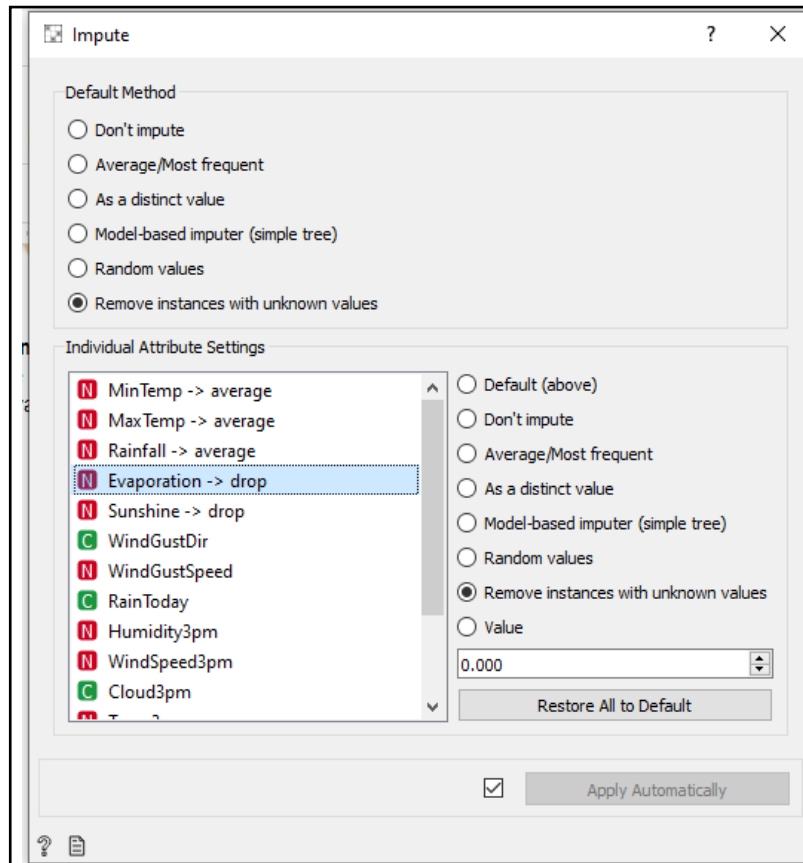 Impute
? ×
Default Method
Don't impute
Average/Most frequent
As a distinct value
Model-based imputer (simple tree)
Random values
Remove instances with unknown values
Individual Attribute Settings
N MinTemp -> average
N MaxTemp -> average
N Rainfall -> average
N Evaporation -> drop
N Sunshine -> drop
C WindGustDir
N WindGustSpeed
C RainToday
N Humidity3pm
N WindSpeed3pm
C Cloud3pm
Default (above)
Don't impute
Average/Most frequent
As a distinct value
Model-based imputer (simple tree)
Random values
Remove instances with unknown values
Value
0.000
Restore All to Default
Apply Automatically
?